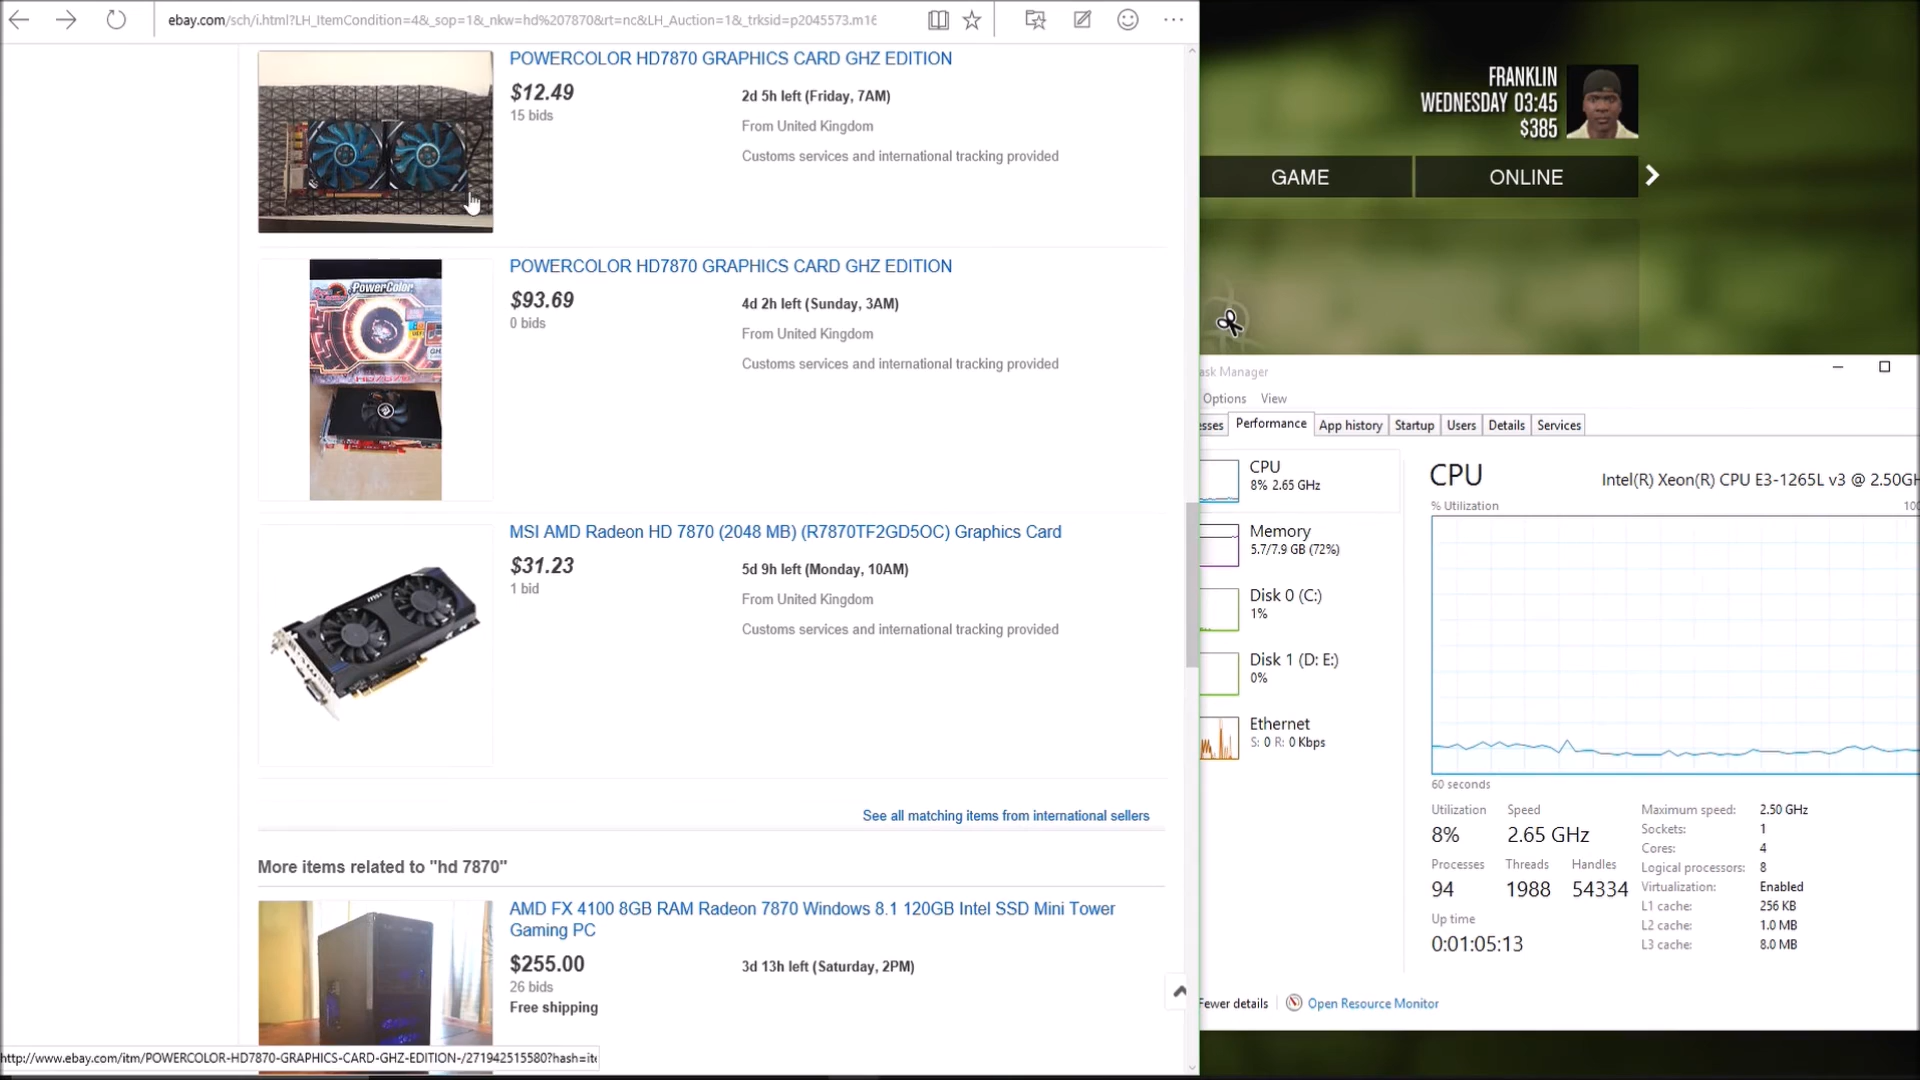 ebay.com/sch/i.html?LH_ItemCondition=4&_sop=1&_nkw=hd%207870&rt=nc&LH_Auction=1&_trksid=p2045573.m16
POWERCOLOR HD7870 GRAPHICS CARD GHZ EDITION
$12.49
15 bids
2d 5h left (Friday, 7AM)
From United Kingdom
Customs services and international tracking provided
POWERCOLOR HD7870 GRAPHICS CARD GHZ EDITION
$93.69
0 bids
4d 2h left (Sunday, 3AM)
From United Kingdom
Customs services and international tracking provided
PowerColor
MSI AMD Radeon HD 7870 (2048 MB) (R7870TF2GD5OC) Graphics Card
$31.23
1 bid
5d 9h left (Monday, 10AM)
From United Kingdom
Customs services and international tracking provided
See all matching items from international sellers
More items related to "hd 7870"
AMD FX 4100 8GB RAM Radeon 7870 Windows 8.1 120GB Intel SSD Mini Tower
Gaming PC
$255.00
26 bids
Free shipping
3d 13h left (Saturday, 2PM)
http://www.ebay.com/itm/POWERCOLOR-HD7870-GRAPHICS-CARD-GHZ-EDITION-/271942515580?hash=ite
FRANKLIN
WEDNESDAY 03:45
$385
GAME
ONLINE
ask Manager
Options View
esses Performance App history Startup Users Details Services
CPU
8% 2.65 GHz
Memory
5.7/7.9 GB (72%)
Disk 0 (C:)
1%
Disk 1 (D: E:)
0%
Ethernet
S: 0 R: 0 Kbps
CPU
Intel(R) Xeon(R) CPU E3-1265L v3 @ 2.50GH
% Utilization
100
60 seconds
Utilization Speed
8% 2.65 GHz
Processes Threads Handles
94 1988 54334
Up time
0:01:05:13
Maximum speed: 2.50 GHz
Sockets: 1
Cores: 4
Logical processors: 8
Virtualization: Enabled
L1 cache: 256 KB
L2 cache: 1.0 MB
L3 cache: 8.0 MB
Fewer details
Open Resource Monitor